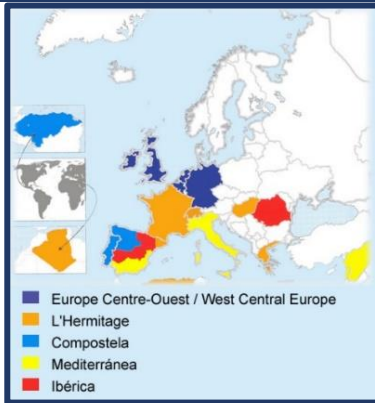 Europe Centre-Ouest / West Central Europe
L'Hermitage
Compostela
Mediterránea
Ibérica